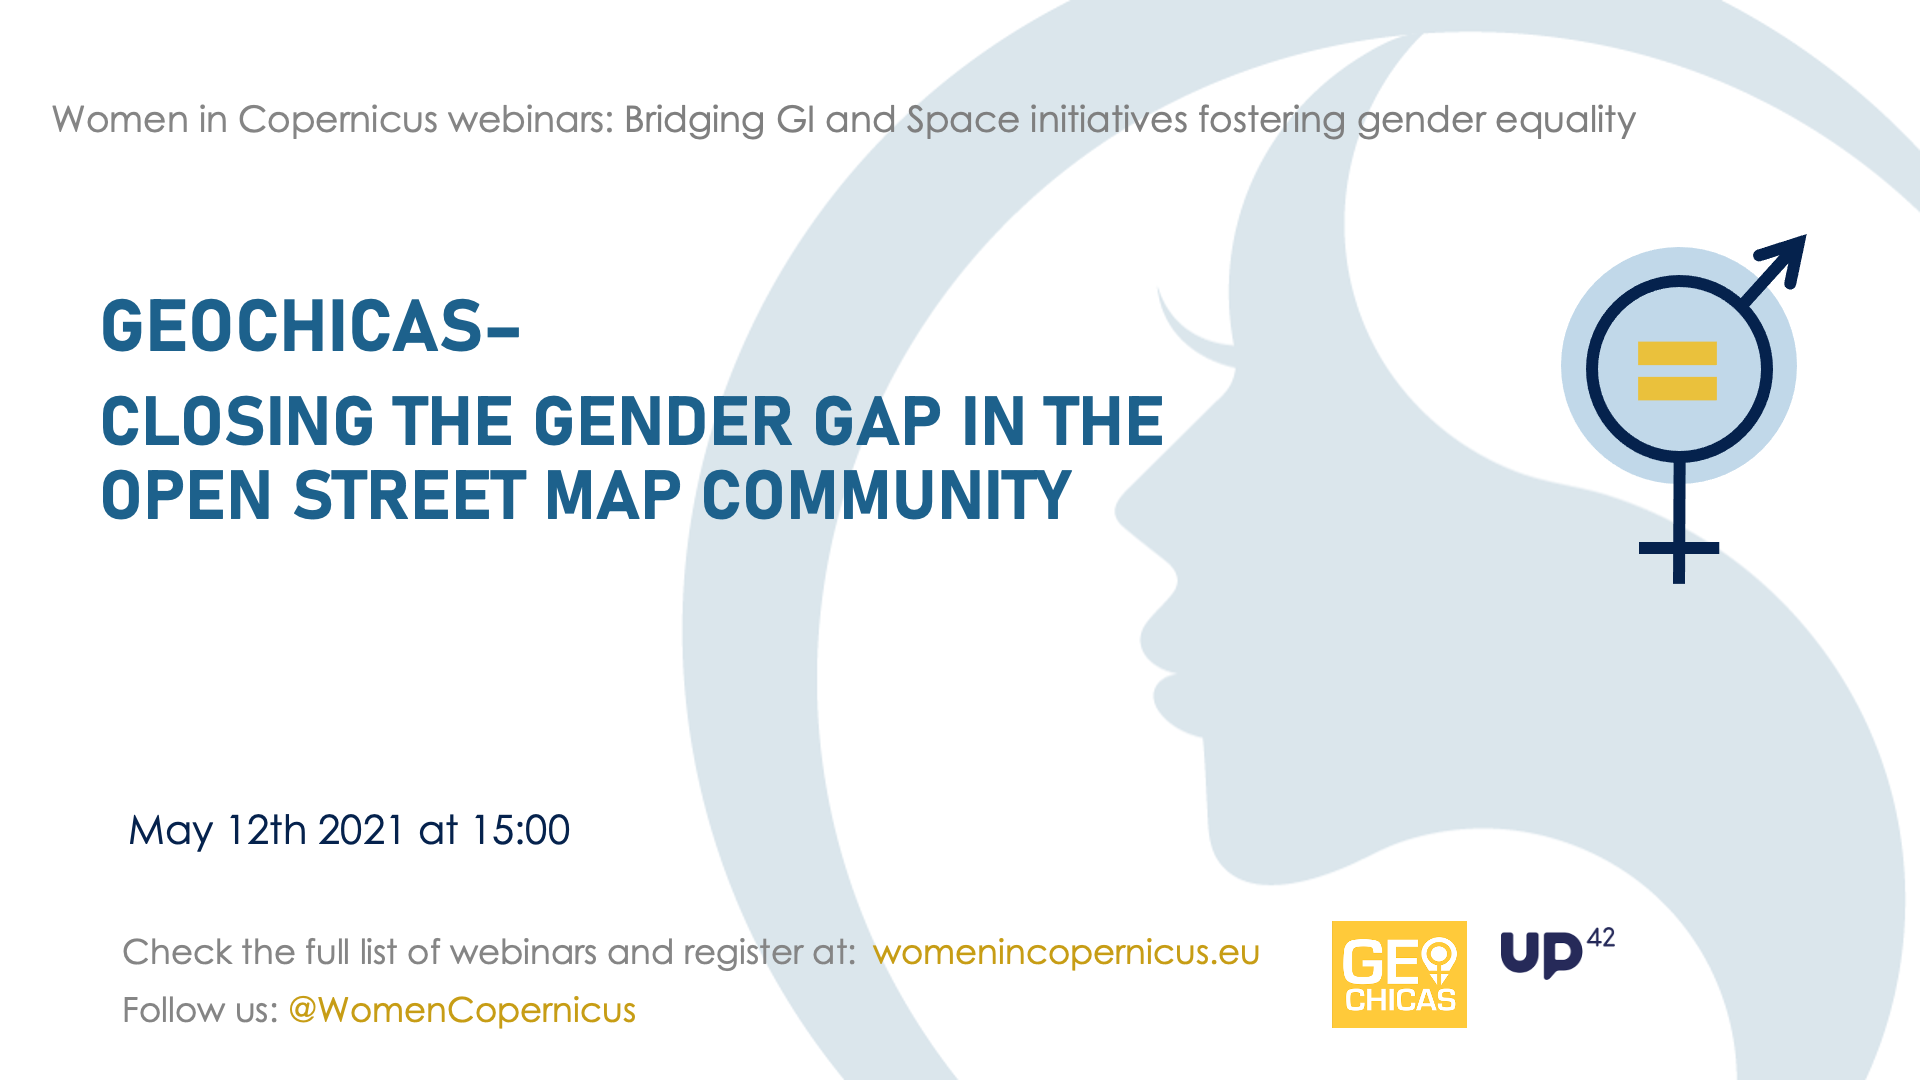 Women in Copernicus webinars: Bridging GI and Space initiatives fostering gender equality
GEOCHICAS–
CLOSING THE GENDER GAP IN THE
OPEN STREET MAP COMMUNITY
May 12th 2021 at 15:00
Check the full list of webinars and register at: womenincopernicus.eu
Follow us: @WomenCopernicus
GEO
CHICAS
UP42